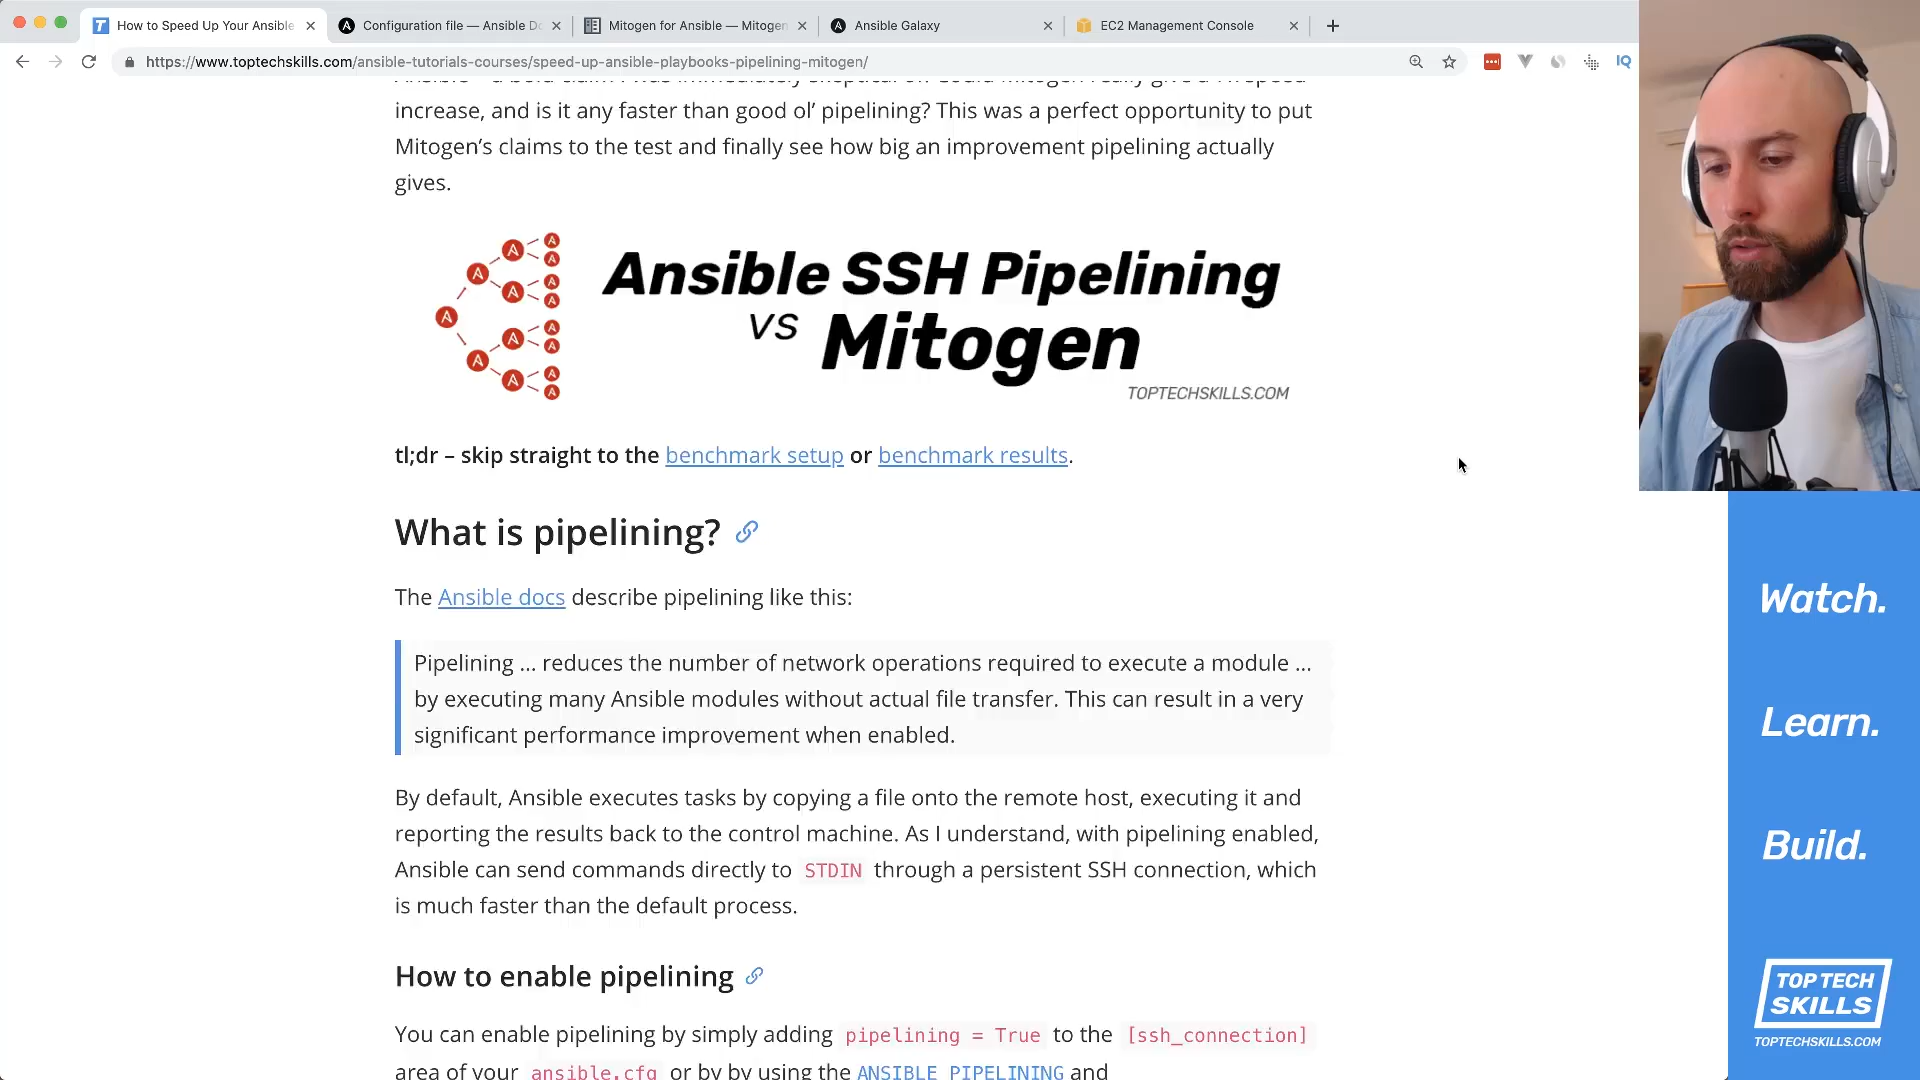 How to Speed Up Your Ansible
Configuration file — Ansible Do
Mitogen for Ansible — Mitogen
Ansible Galaxy
EC2 Management Console
https://www.toptechskills.com/ansible-tutorials-courses/speed-up-ansible-playbooks-pipelining-mitogen/
IQ
increase, and is it any faster than good ol’ pipelining? This was a perfect opportunity to put
Mitogen’s claims to the test and finally see how big an improvement pipelining actually
gives.
Ansible SSH Pipelining
vs Mitogen
TOPTECHSKILLS.COM
tl;dr – skip straight to the benchmark setup or benchmark results.
What is pipelining?
The Ansible docs describe pipelining like this:
Pipelining ... reduces the number of network operations required to execute a module ...
by executing many Ansible modules without actual file transfer. This can result in a very
significant performance improvement when enabled.
By default, Ansible executes tasks by copying a file onto the remote host, executing it and
reporting the results back to the control machine. As I understand, with pipelining enabled,
Ansible can send commands directly to STDIN through a persistent SSH connection, which
is much faster than the default process.
How to enable pipelining
You can enable pipelining by simply adding pipelining = True to the [ssh_connection]
area of your ansible.cfg or by by using the ANSIBLE_PIPELINING and
Watch.
Learn.
Build.
TOP TECH
SKILLS
TOPTECHSKILLS.COM